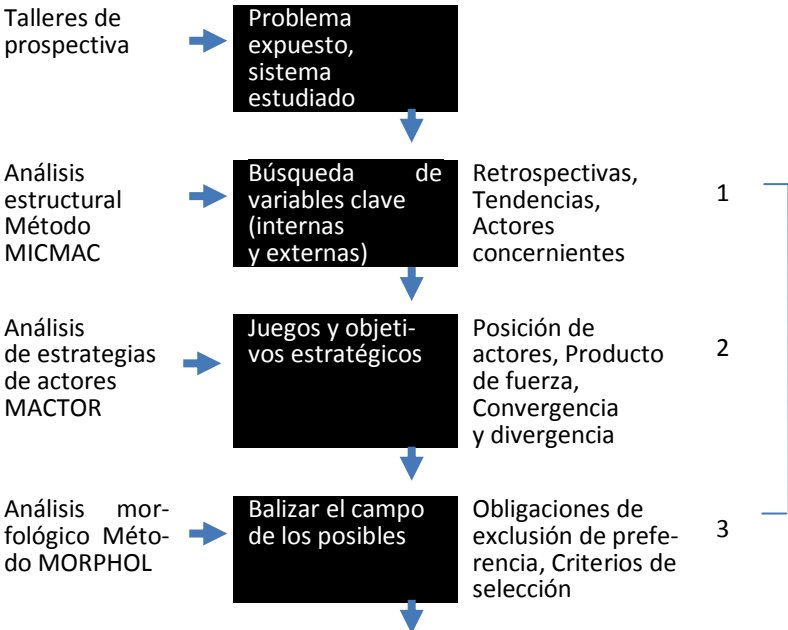 Talleres de
prospectiva
Problema
expuesto,
sistema
estudiado
Análisis
estructural
Método
MICMAC
Búsqueda de
variables clave
(internas
y externas)
Retrospectivas,
Tendencias,
Actores
concernientes
1
Análisis
de estrategias
de actores
MACTOR
Juegos y objeti-
vos estratégicos
Posición de
actores, Producto
de fuerza,
Convergencia
y divergencia
2
Análisis mor-
fológico Méto-
do MORPHOL
Balizar el campo
de los posibles
Obligaciones de
exclusión de prefe-
rencia, Criterios de
selección
3